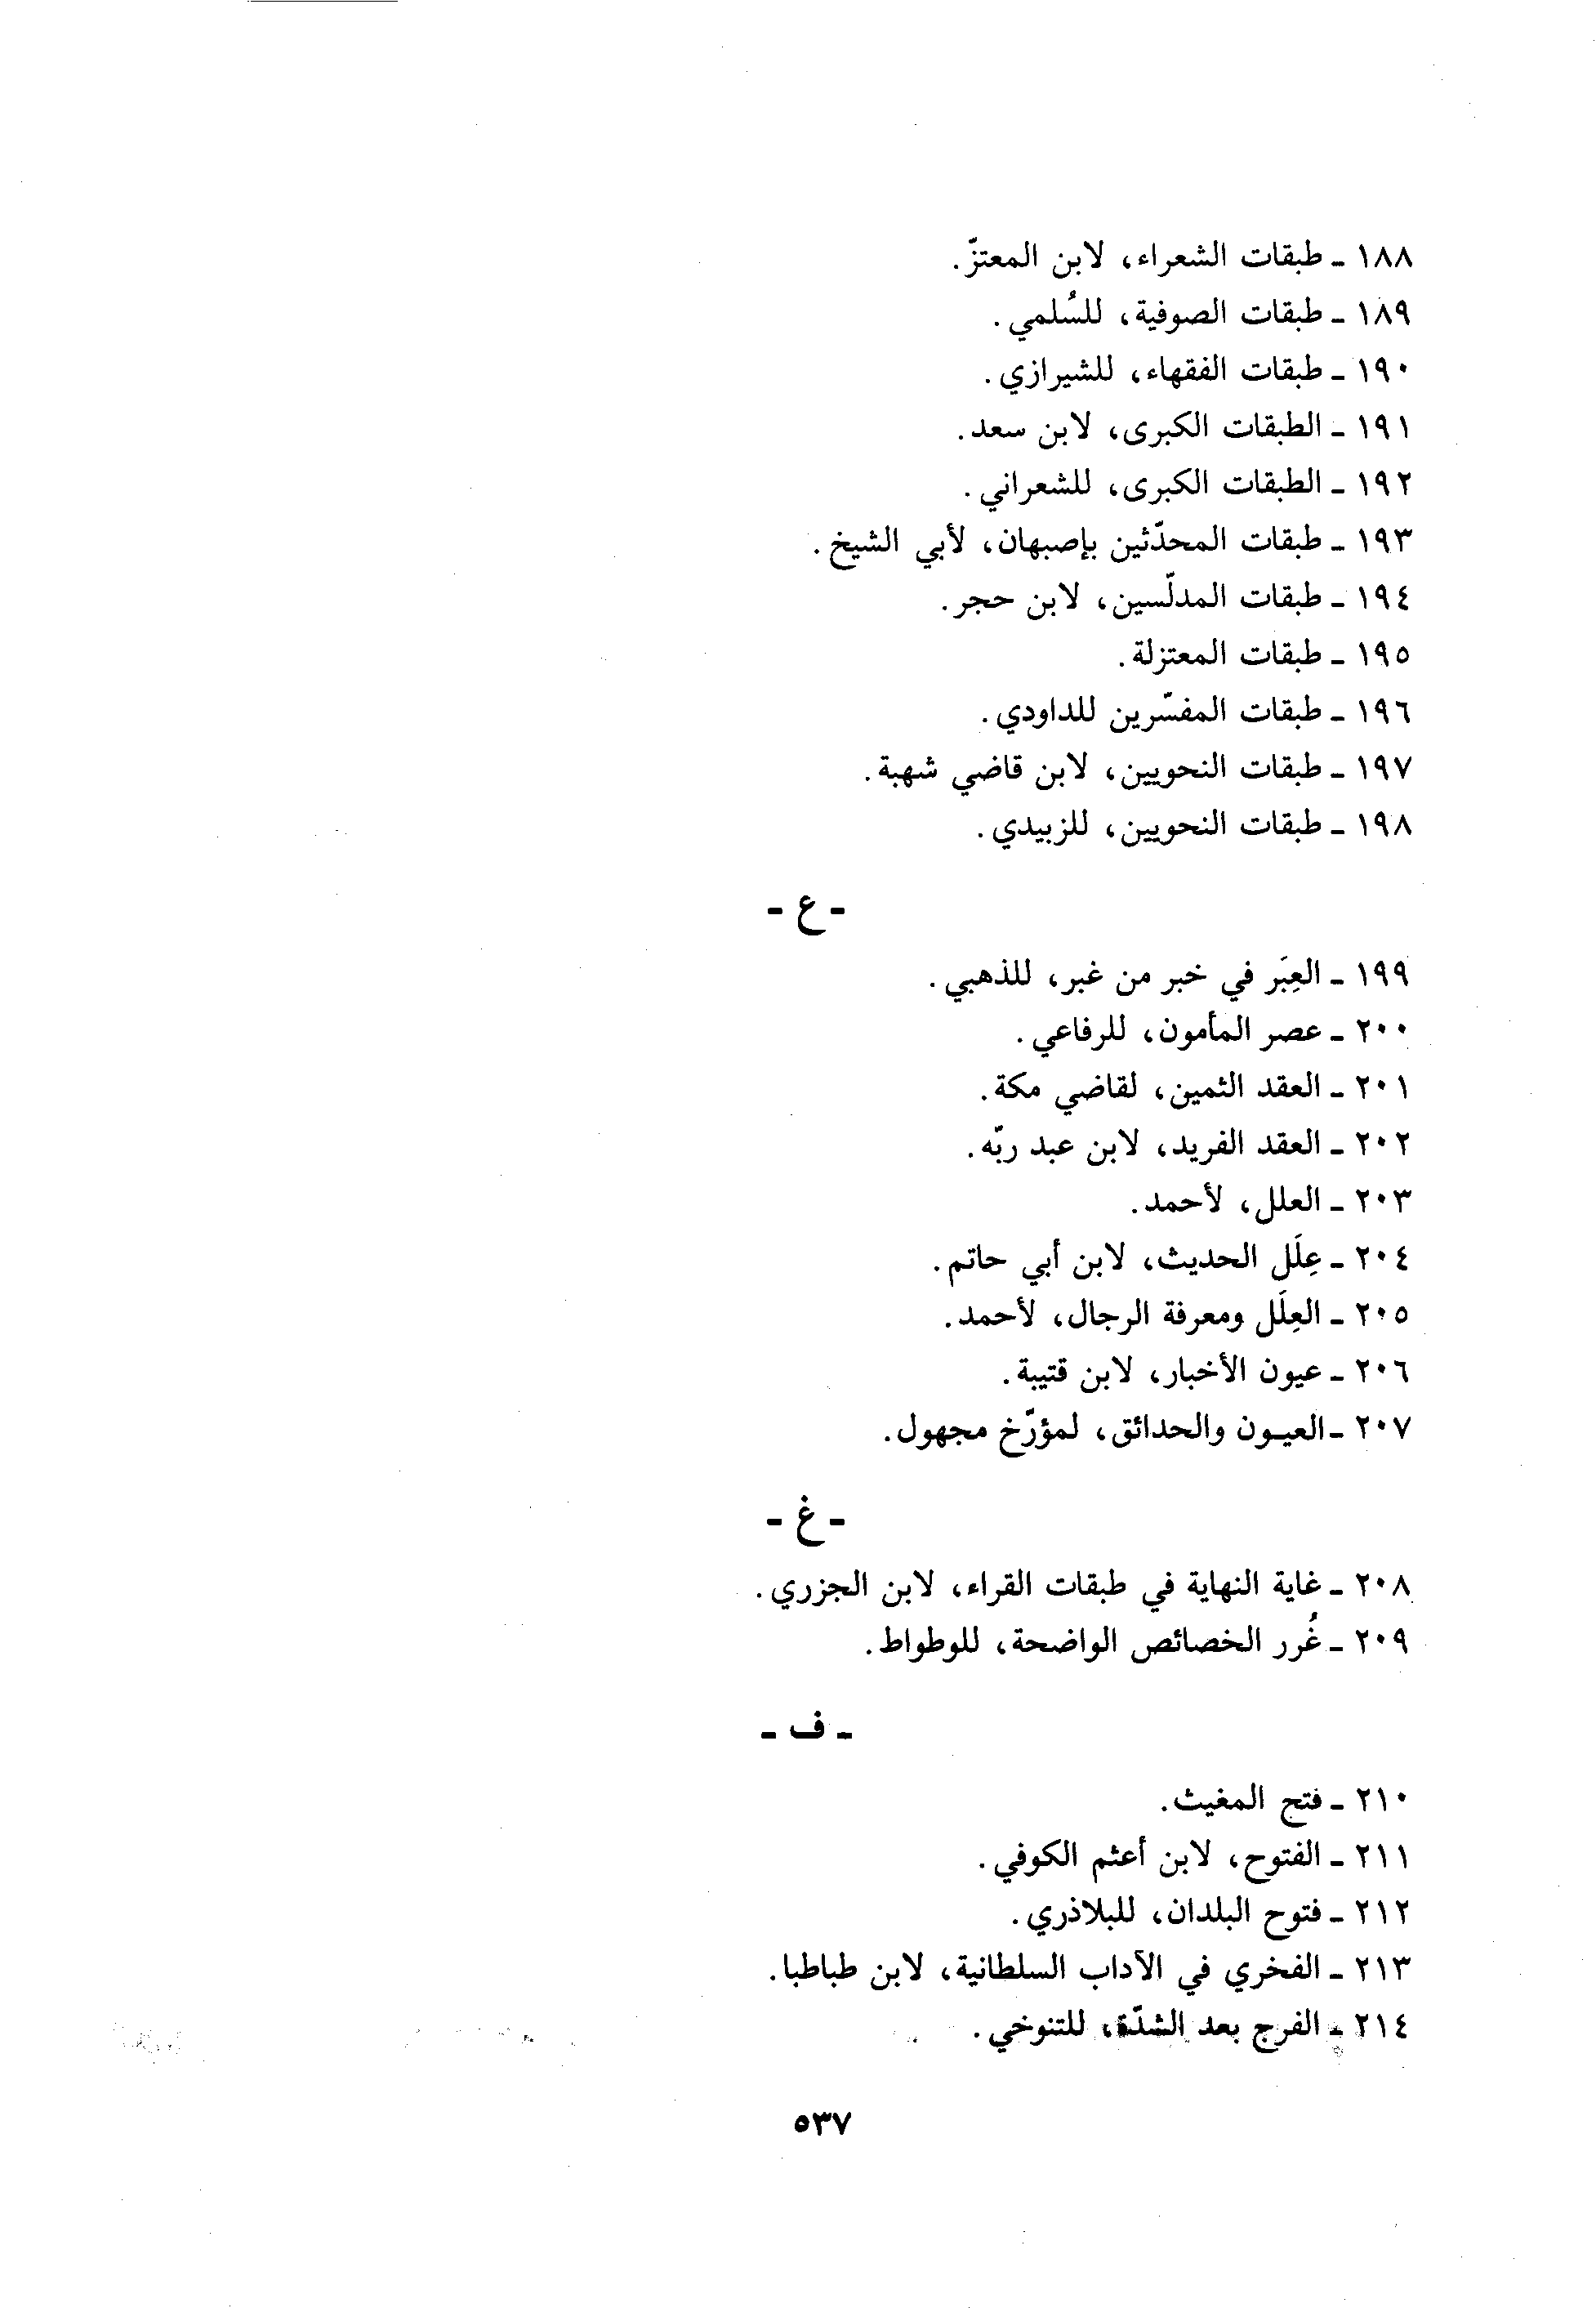 ١٨٨ - طبقات الشعراء، لابن المعتزّ.
١٨٩ - طبقات الصوفية، للسُلمي.
١٩٠ - طبقات الفقهاء، للشيرازي.
١٩١ - الطبقات الكبرى، لابن سعد.
١٩٢ - الطبقات الكبرى، للشعراني.
١٩٣ - طبقات المحدّثين بإصبهان، لأبي الشيخ.
١٩٤ - طبقات المدلّسين، لابن حجر.
١٩٥ - طبقات المعتزلة.
١٩٦ - طبقات المفسّرين للداودي.
١٩٧ - طبقات النحويين، لابن قاضي شهبة.
١٩٨ - طبقات النحويين، للزبيدي.
- ع -
١٩٩ - العِبَر في خبر من غبر، للذهبي.
٢٠٠ - عصر المأمون، للرفاعي.
٢٠١ - العقد الثمين، لقاضي مكة.
٢٠٢ - العقد الفريد، لابن عبد ربّه.
٢٠٣ - العلل، لأحمد.
٢٠٤ - عِلَل الحديث، لابن أبي حاتم.
٢٠٥ - العِلَل ومعرفة الرجال، لأحمد.
٢٠٦ - عيون الأخبار، لابن قتيبة.
٢٠٧ - العيون والحدائق، لمؤرّخ مجهول.
- غ -
٢٠٨ - غاية النهاية في طبقات القراء، لابن الجزري.
٢٠٩ - غُرر الخصائص الواضحة، للوطواط.
- ف -
٢١٠ - فتح المغيث.
٢١١ - الفتوح، لابن أعثم الكوفي.
٢١٢ - فتوح البلدان، للبلاذري.
٢١٣ - الفخري في الآداب السلطانية، لابن طباطبا.
٢١٤ - الفرج بعد الشدّة، للتنوخي.
٥٣٧